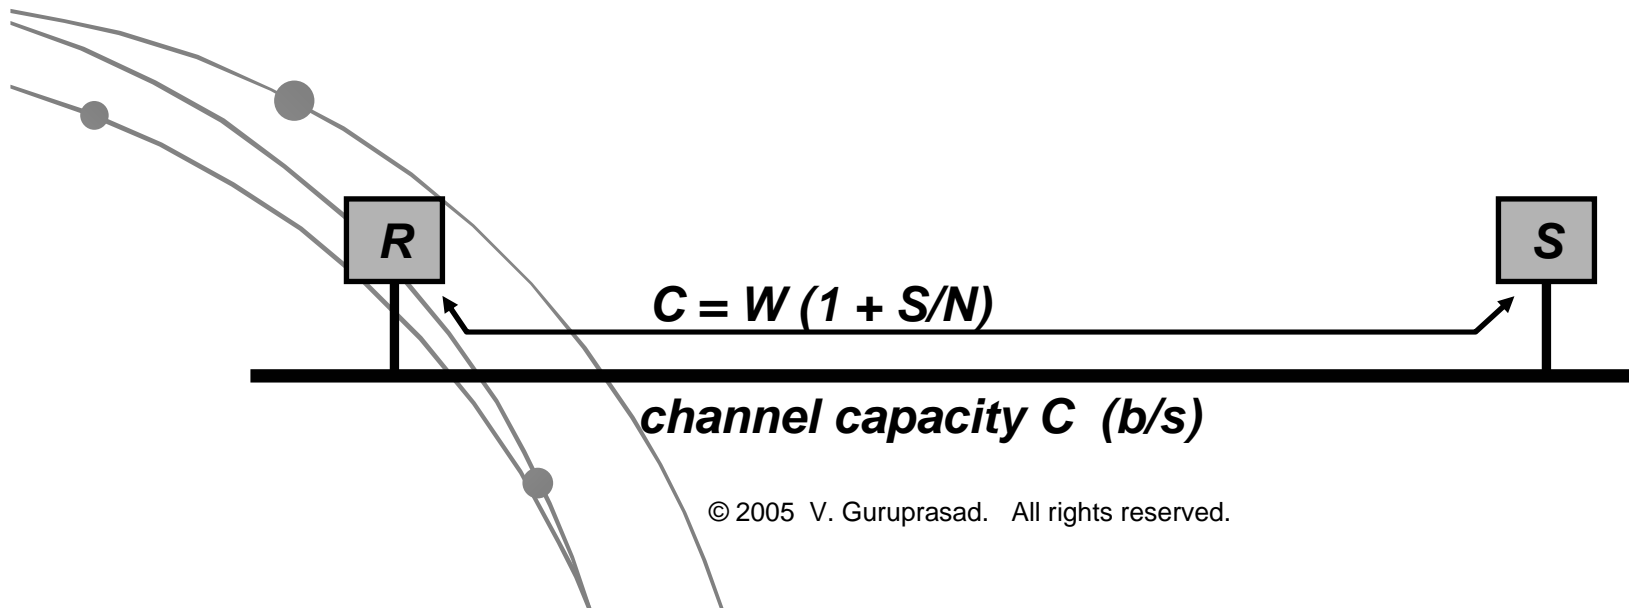 R
S
C = W (1 + S/N)
channel capacity C (b/s)
© 2005 V. Guruprasad. All rights reserved.